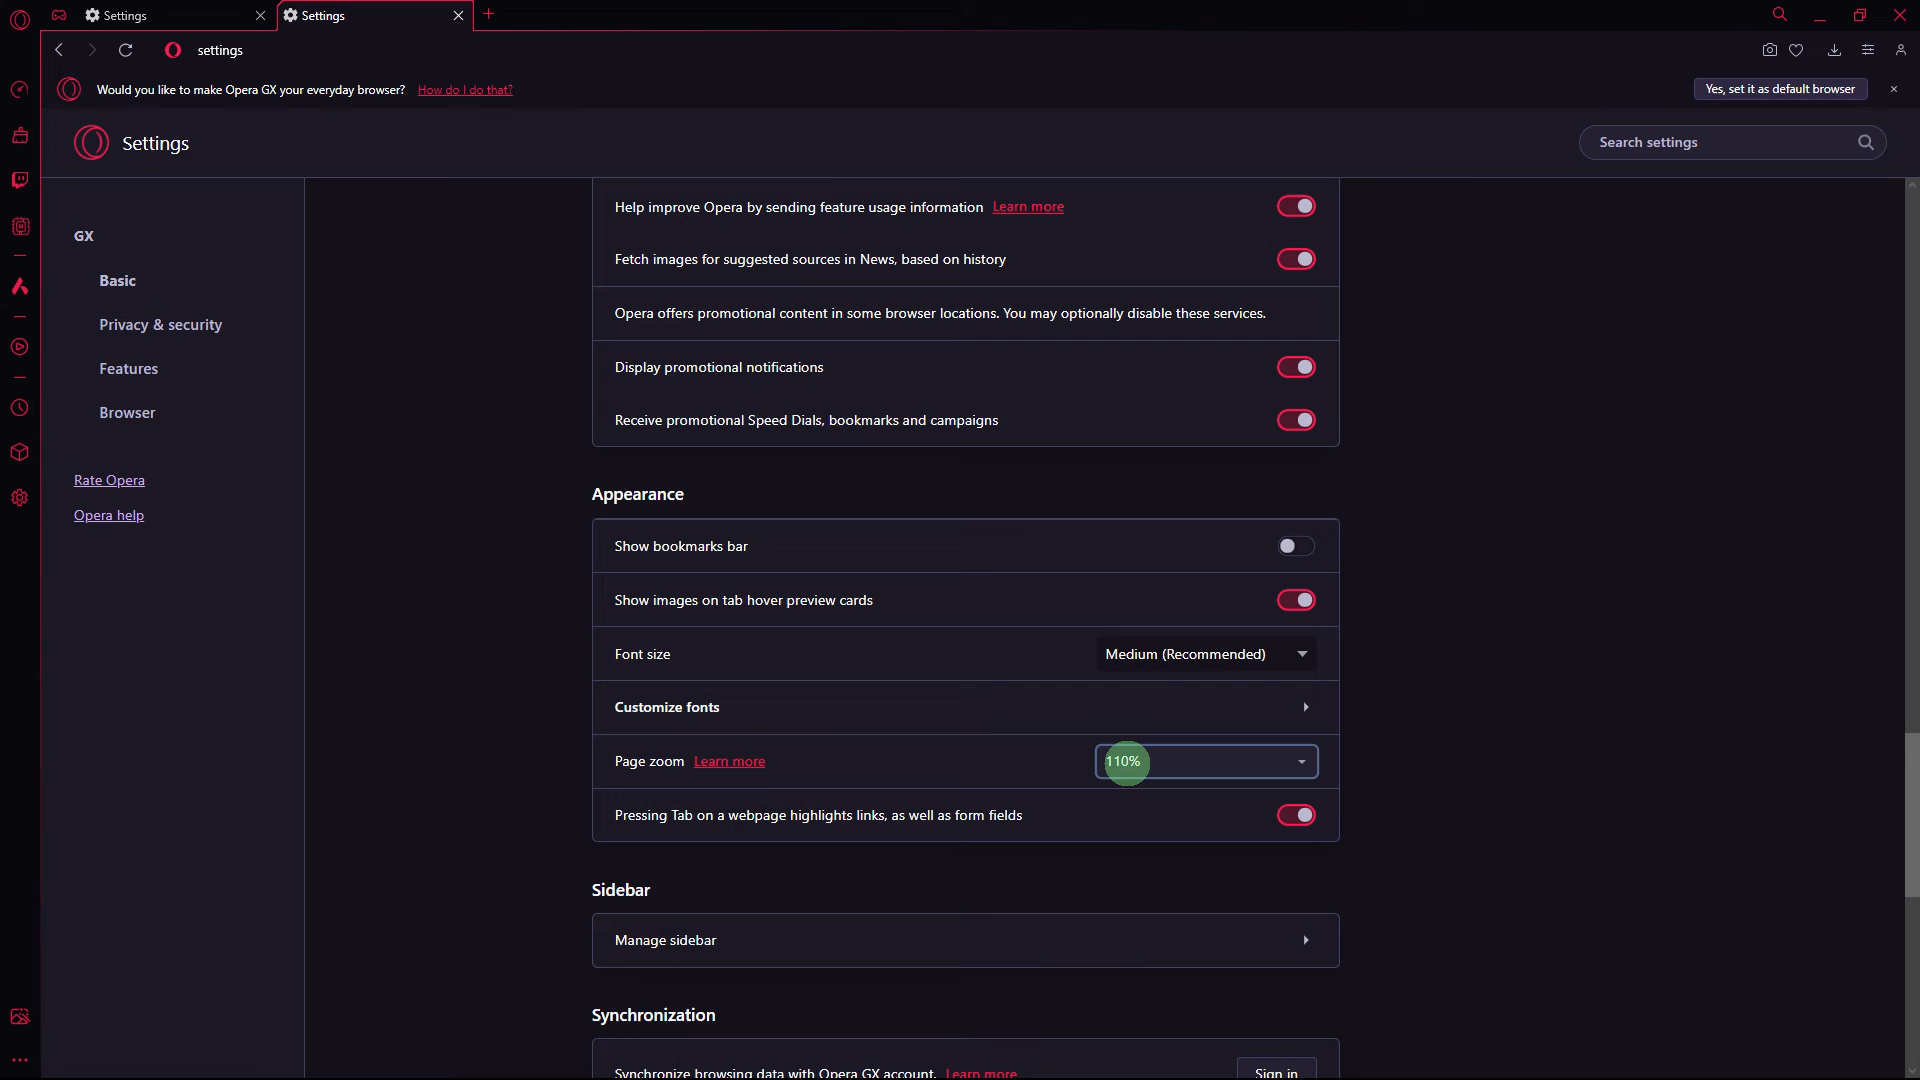 Settings
Settings
settings
Would you like to make Opera GX your everyday browser? How do I do that?
Yes, set it as default browser
Settings
Search settings
GX
Basic
Privacy & security
Features
Browser
Rate Opera
Opera help
Help improve Opera by sending feature usage information Learn more
Fetch images for suggested sources in News, based on history
Opera offers promotional content in some browser locations. You may optionally disable these services.
Display promotional notifications
Receive promotional Speed Dials, bookmarks and campaigns
Appearance
Show bookmarks bar
Show images on tab hover preview cards
Font size
Medium (Recommended)
Customize fonts
Page zoom Learn more
110%
Pressing Tab on a webpage highlights links, as well as form fields
Sidebar
Manage sidebar
Synchronization
Synchronize browsing data with Opera GX account. Learn more
Sign in